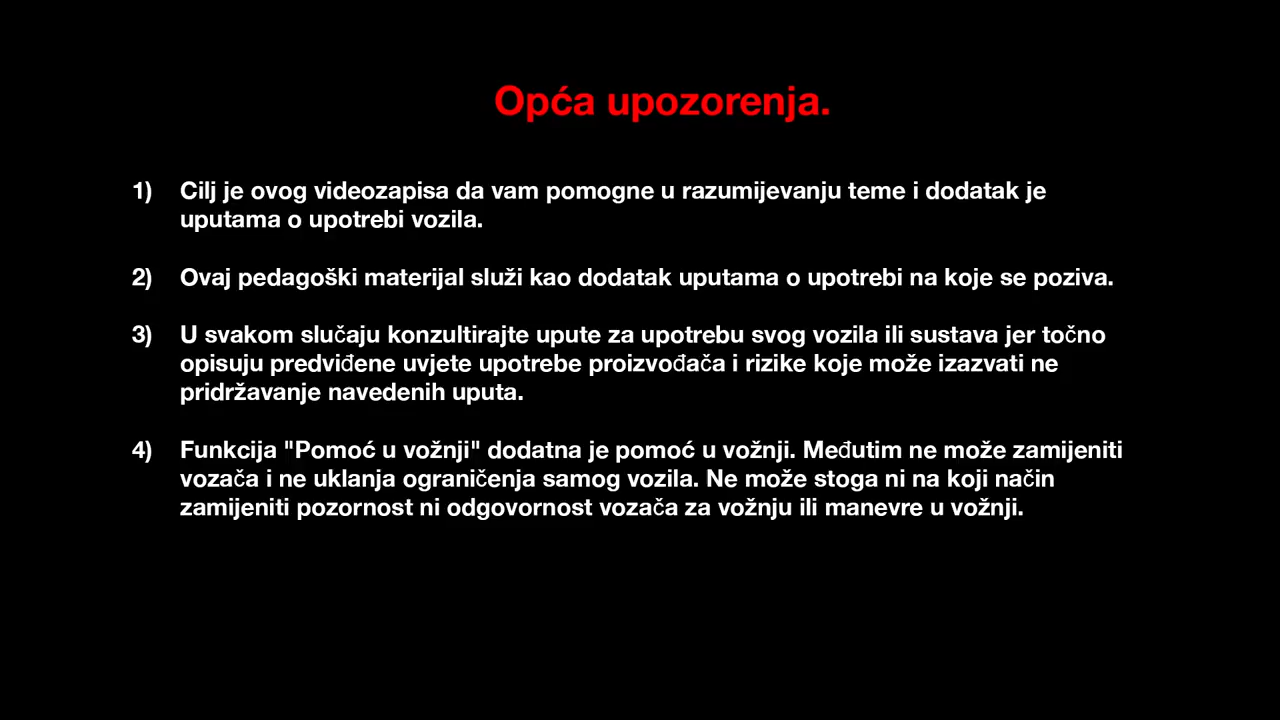 Opća upozorenja.
1) Cilj je ovog videozapisa da vam pomogne u razumijevanju teme i dodatak je
uputama o upotrebi vozila.
2) Ovaj pedagoški materijal služi kao dodatak uputama o upotrebi na koje se poziva.
3) U svakom slučaju konzultirajte upute za upotrebu svog vozila ili sustava jer točno
opisuju predviđene uvjete upotrebe proizvođača i rizike koje može izazvati ne
pridržavanje navedenih uputa.
4) Funkcija "Pomoć u vožnji" dodatna je pomoć u vožnji. Međutim ne može zamijeniti
vozača i ne uklanja ograničenja samog vozila. Ne može stoga ni na koji način
zamijeniti pozornost ni odgovornost vozača za vožnju ili manevre u vožnji.